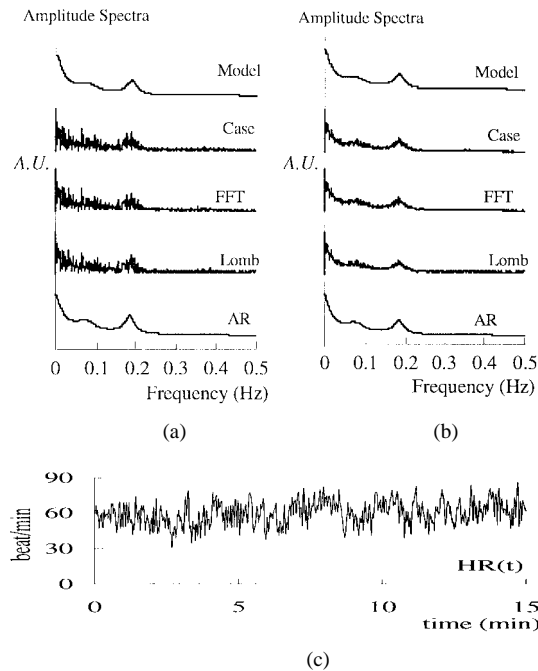 Amplitude Spectra
Model
Case
A.U.
FFT
Lomb
AR
0 0.1 0.2 0.3 0.4 0.5
Frequency (Hz)
(a)
Amplitude Spectra
Model
Case
A.U.
FFT
Lomb
AR
0 0.1 0.2 0.3 0.4 0.5
Frequency (Hz)
(b)
90
60
30
0
beat/min
HR(t)
0 5 10 15
time (min)
(c)